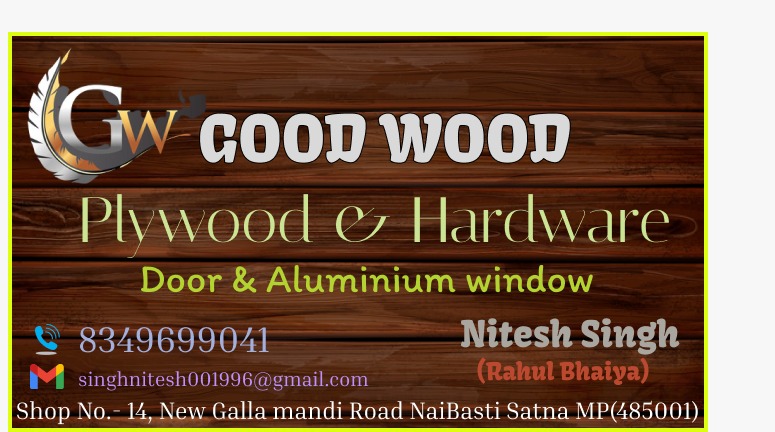 GW
GOOD WOOD
Plywood & Hardware
Door & Aluminium window
8349699041
Nitesh Singh
(Rahul Bhaiya)
singhnitesh001996@gmail.com
Shop No.- 14, New Galla mandi Road NaiBasti Satna MP(485001)